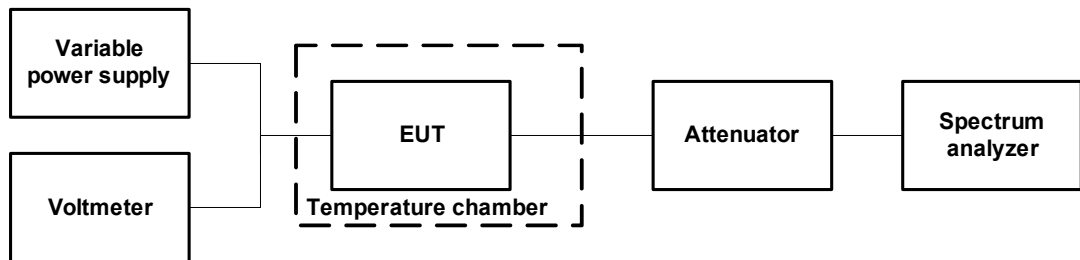 Variable
power supply
Voltmeter
EUT
Temperature chamber
Attenuator
Spectrum
analyzer